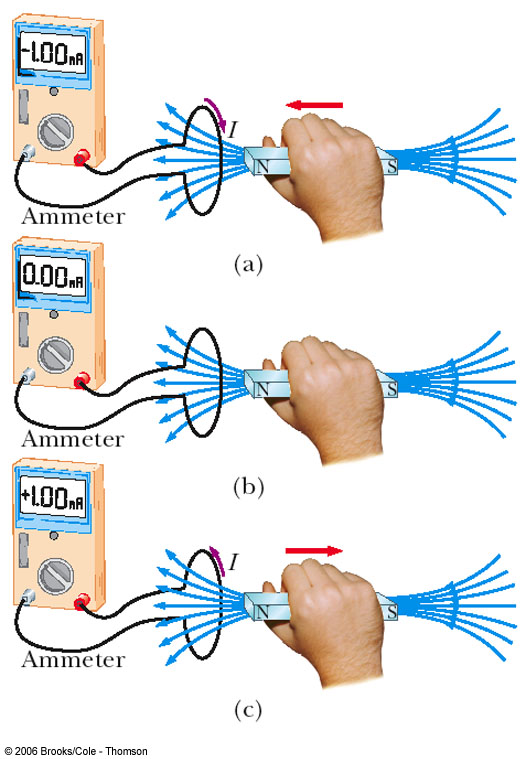 -1.00mA
I
N S
Ammeter
(a)
0.00mA
N S
Ammeter
(b)
+1.00mA
I
N S
Ammeter
(c)
© 2006 Brooks/Cole - Thomson